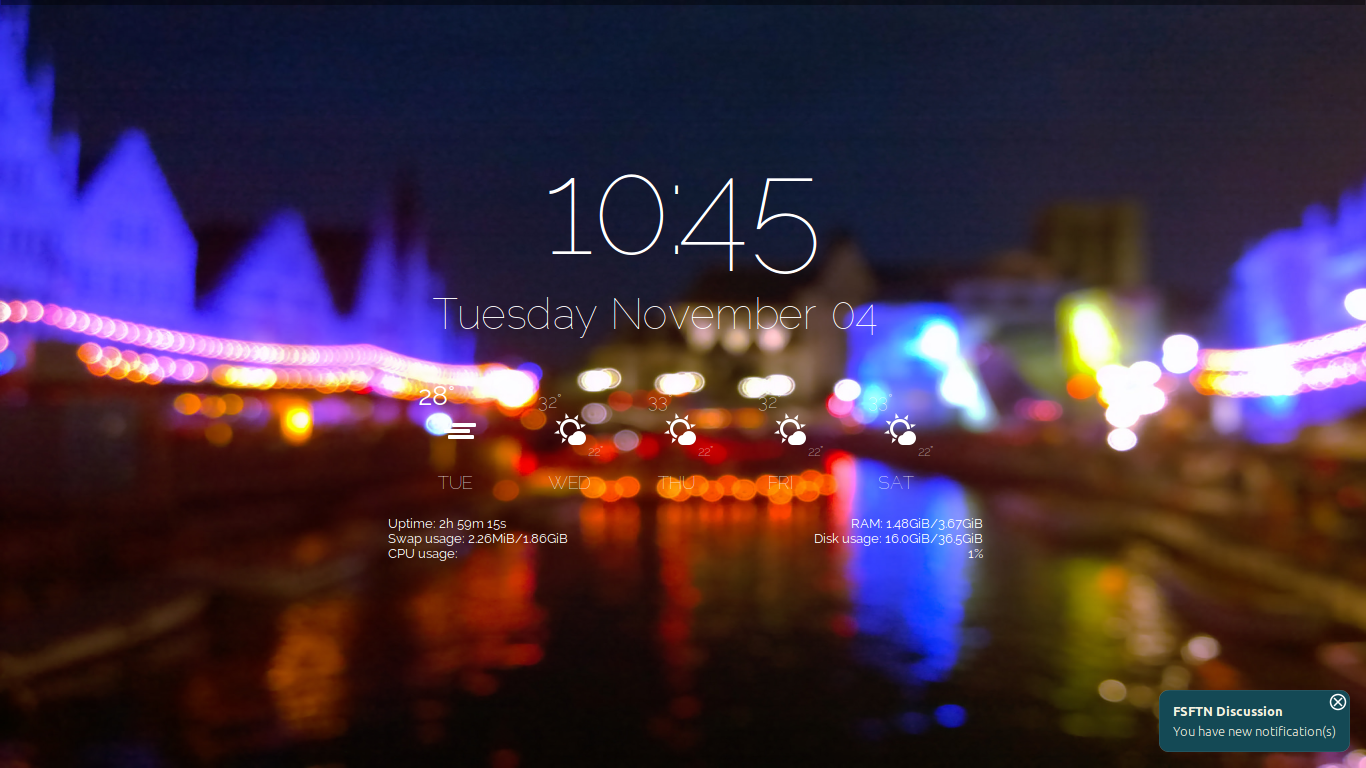 10:45
Tuesday November 04
28° 32° 33° 32° 33°
22° 22° 22° 22°
TUE WED THU FRI SAT
Uptime: 2h 59m 15s RAM: 1.48GiB/3.67GiB
Swap usage: 2.26MiB/1.86GiB Disk usage: 16.0GiB/36.5GiB
CPU usage: 1%
FSFTN Discussion
You have new notification(s)